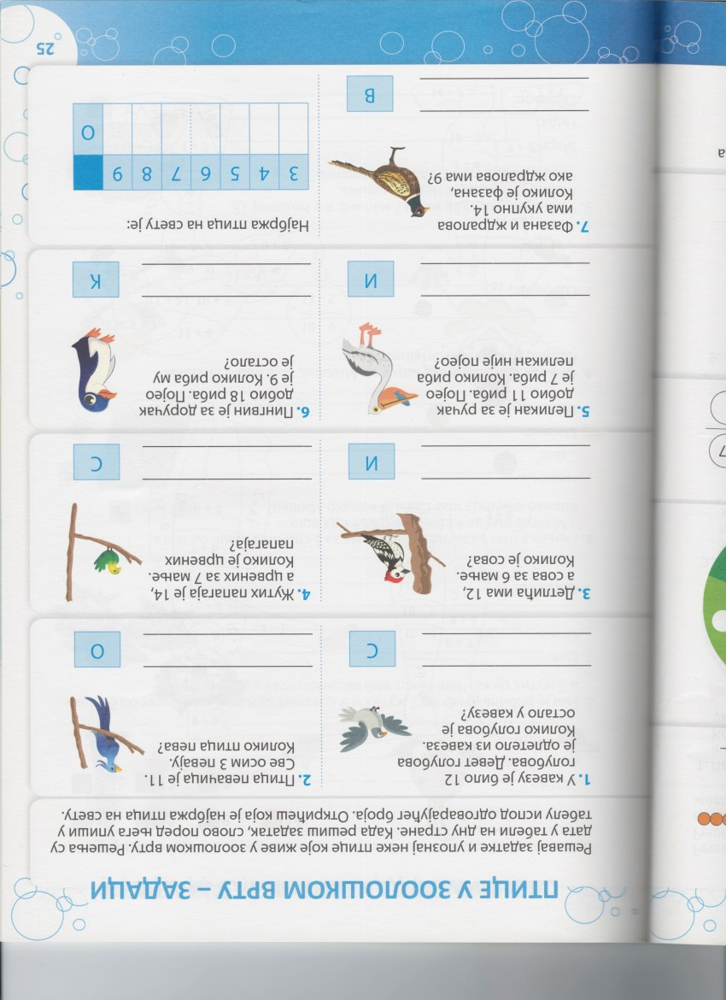 ПТИЦЕ У ЗООЛОШКОМ ВРТУ – ЗАДАЦИ
Решавај задатке и упознај неке птице које живе у зоолошком врту. Решења су
дата у табели на дну стране. Када решиш задатак, слово поред њега упиши у
табелу испод одговарајућег броја. Открићеш која је најбржа птица на свету.
1. У кавезу је било 12
голубова. Девет голубова
је одлетело из кавеза.
Колико голубова је
остало у кавезу?
С
2. Птица певачица је 11.
Све осим 3 певају.
Колико птица пева?
О
3. Детлића има 12,
а сова за 6 мање.
Колико је сова?
И
4. Жутих папагаја је 14,
а црвених за 7 мање.
Колико је црвених
папагаја?
С
5. Пеликан је за ручак
добио 11 риба. Појео
је 7 риба. Колико риба
пеликан није појео?
И
6. Пингвин је за доручак
добио 18 риба. Појео
је 9. Колико риба му
је остало?
К
7. Фазана и ждралова
има укупно 14.
Колико је фазана,
ако ждралова има 9?
В
Најбржа птица на свету је:
3 4 5 6 7 8 9
О
25